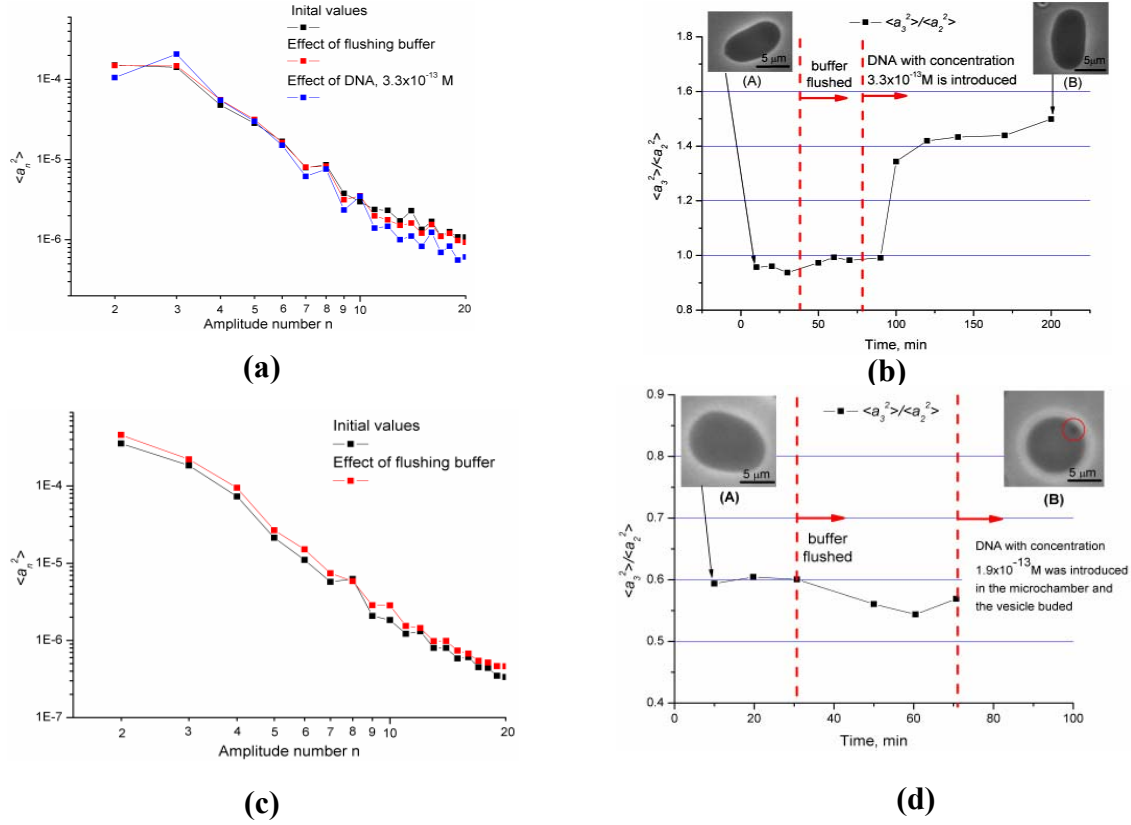 Inital values
Effect of flushing buffer
Effect of DNA, 3.3x10⁻¹³ M
1E-4
1E-5
1E-6
<aₙ²>
2 3 4 5 6 7 8 9 10 20
Amplitude number n
(a)
<a₃²>/<a₂²>
5 µm
(A)
buffer
flushed
DNA with concentration
3.3x10⁻¹³M is introduced
5µm
(B)
1.8
1.6
1.4
1.2
1.0
0.8
<a₃²>/<a₂²>
0 50 100 150 200
Time, min
(b)
Initial values
Effect of flushing buffer
1E-4
1E-5
1E-6
1E-7
<aₙ²>
2 3 4 5 6 7 8 9 10 20
Amplitude number n
(c)
<a₃²>/<a₂²>
5 µm
(A)
5 µm
(B)
buffer
flushed
DNA with concentration
1.9x10⁻¹³M was introduced
in the microchamber and
the vesicle buded
0.9
0.8
0.7
0.6
0.5
0.4
<a₃²>/<a₂²>
0 20 40 60 80 100
Time, min
(d)